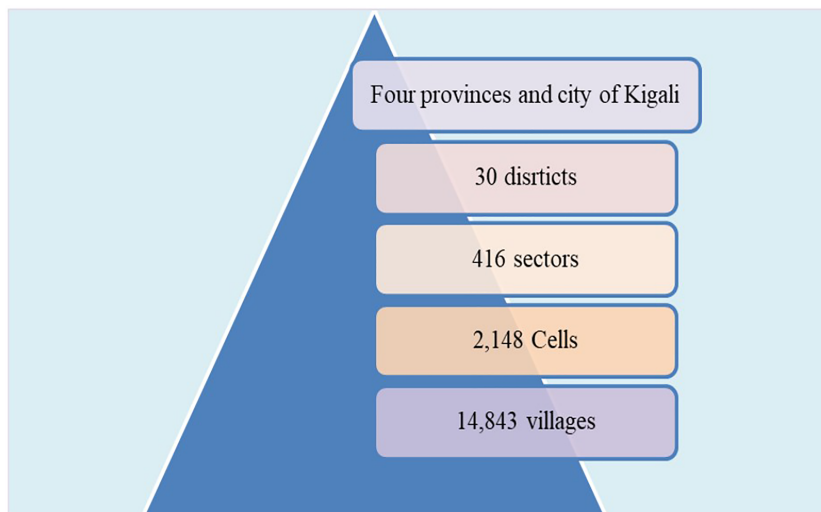 Four provinces and city of Kigali
30 disrticts
416 sectors
2,148 Cells
14,843 villages